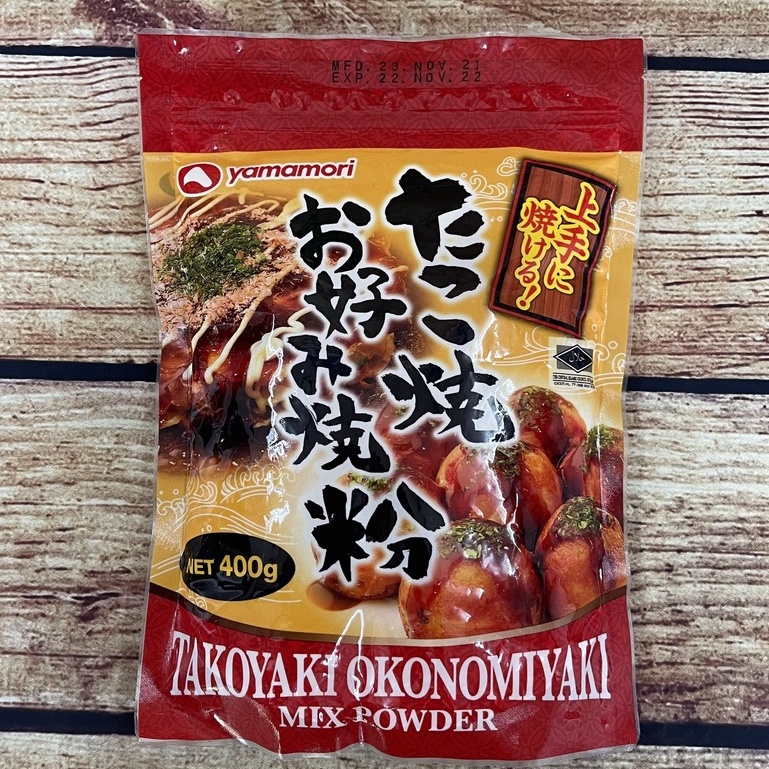 MFD. 23. NOV. 21
EXP. 22. NOV. 22
yamamori
上手に
焼ける!
たこ焼
お好み焼
粉
حلال
NET 400g
TAKOYAKI OKONOMIYAKI
MIX POWDER